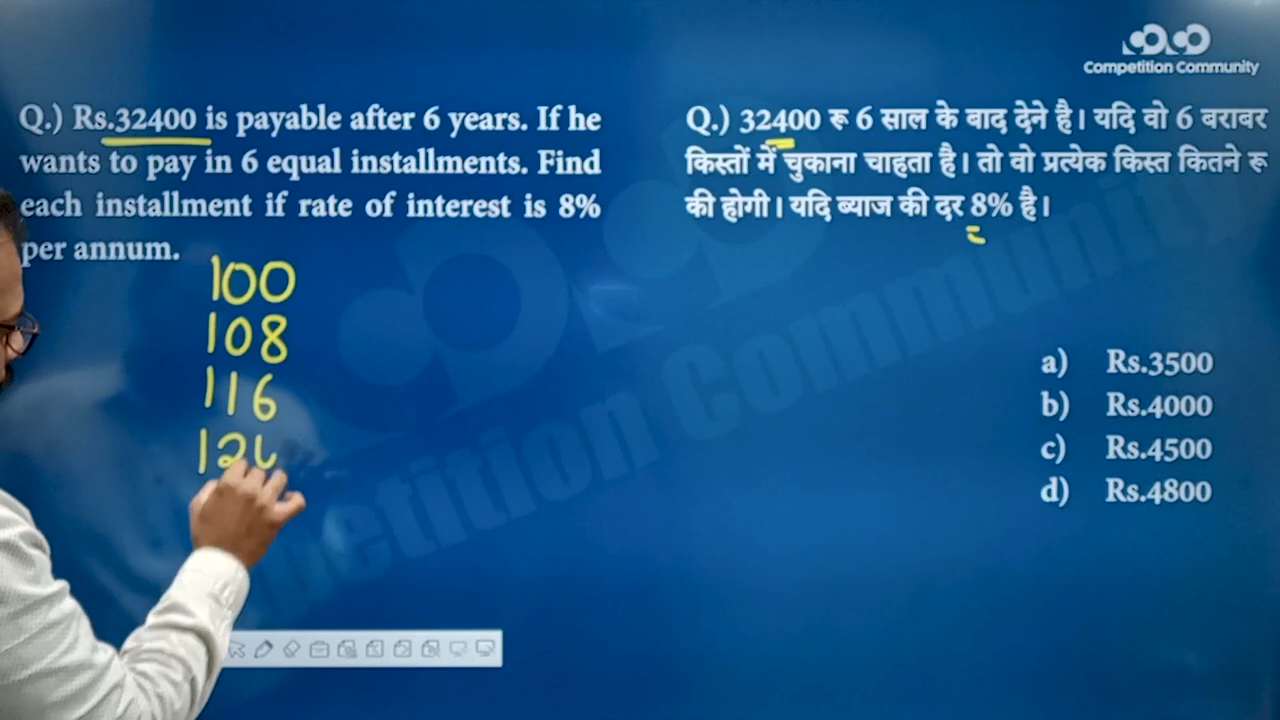 Competition Community
Q.) Rs.32400 is payable after 6 years. If he
wants to pay in 6 equal installments. Find
each installment if rate of interest is 8%
per annum.
Q.) 32400 रू 6 साल के बाद देने है। यदि वो 6 बराबर
किस्तों में चुकाना चाहता है। तो वो प्रत्येक किस्त कितने रू
की होगी। यदि ब्याज की दर 8% है।
100
108
116
a) Rs.3500
b) Rs.4000
c) Rs.4500
d) Rs.4800
petition Community